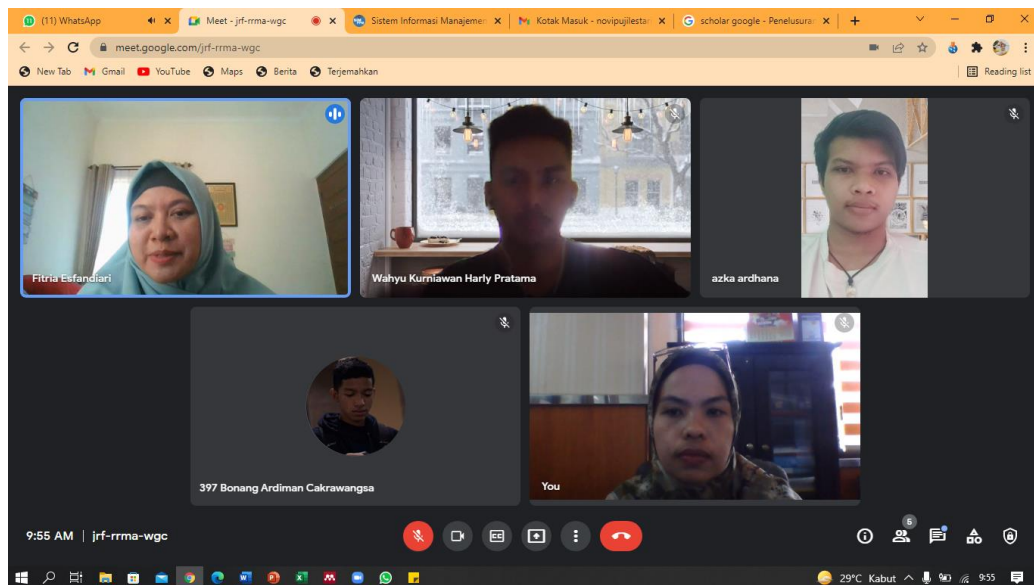 (11) WhatsApp
Meet - jrf-rrma-wgc
Sistem Informasi Manajemen
Kotak Masuk - novipujilestari
scholar google - Penelusuran
meet.google.com/jrf-rrma-wgc
New Tab
Gmail
YouTube
Maps
Berita
Terjemahkan
Reading list
Fitria Esfandiari
Wahyu Kurniawan Harly Pratama
azka ardhana
397 Bonang Ardiman Cakrawangsa
You
9:55 AM | jrf-rrma-wgc
5
29°C Kabut
9:55